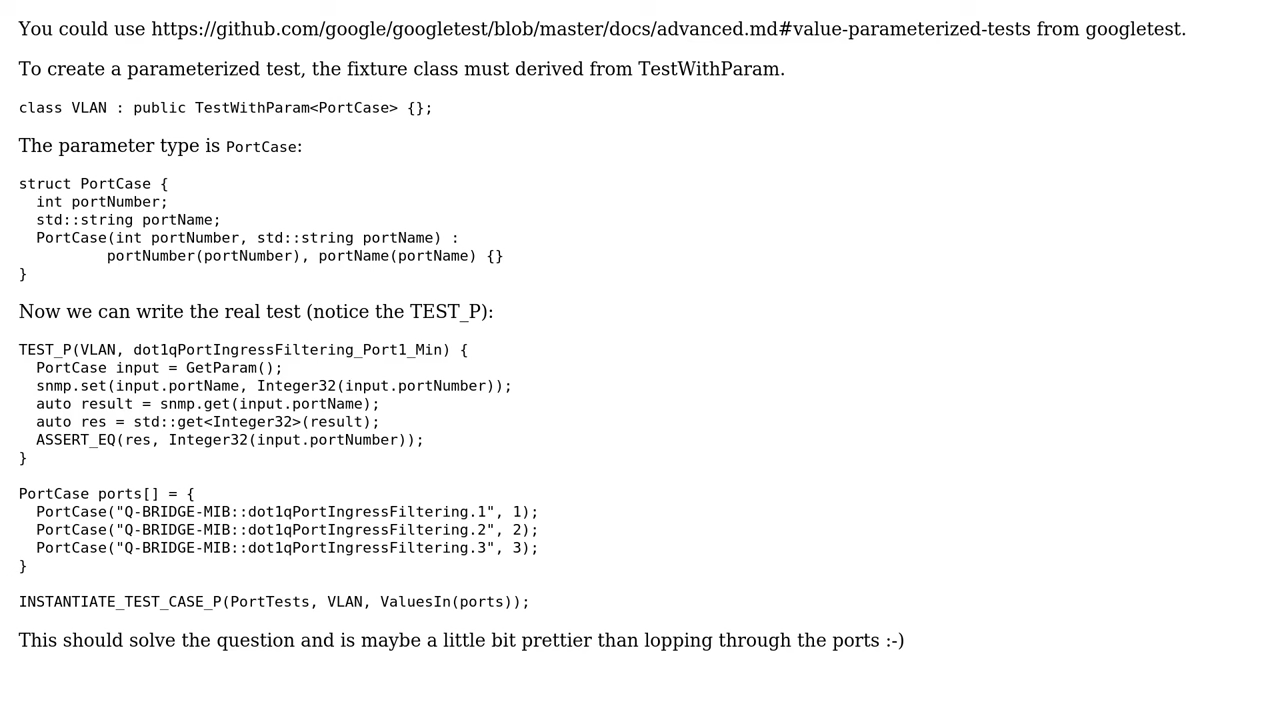 You could use https://github.com/google/googletest/blob/master/docs/advanced.md#value-parameterized-tests from googletest.
To create a parameterized test, the fixture class must derived from TestWithParam.
class VLAN : public TestWithParam<PortCase> {};
The parameter type is PortCase:
struct PortCase {
  int portNumber;
  std::string portName;
  PortCase(int portNumber, std::string portName) :
          portNumber(portNumber), portName(portName) {}
}
Now we can write the real test (notice the TEST_P):
TEST_P(VLAN, dot1qPortIngressFiltering_Port1_Min) {
  PortCase input = GetParam();
  snmp.set(input.portName, Integer32(input.portNumber));
  auto result = snmp.get(input.portName);
  auto res = std::get<Integer32>(result);
  ASSERT_EQ(res, Integer32(input.portNumber));
}
PortCase ports[] = {
  PortCase("Q-BRIDGE-MIB::dot1qPortIngressFiltering.1", 1);
  PortCase("Q-BRIDGE-MIB::dot1qPortIngressFiltering.2", 2);
  PortCase("Q-BRIDGE-MIB::dot1qPortIngressFiltering.3", 3);
}
INSTANTIATE_TEST_CASE_P(PortTests, VLAN, ValuesIn(ports));
This should solve the question and is maybe a little bit prettier than lopping through the ports :-)